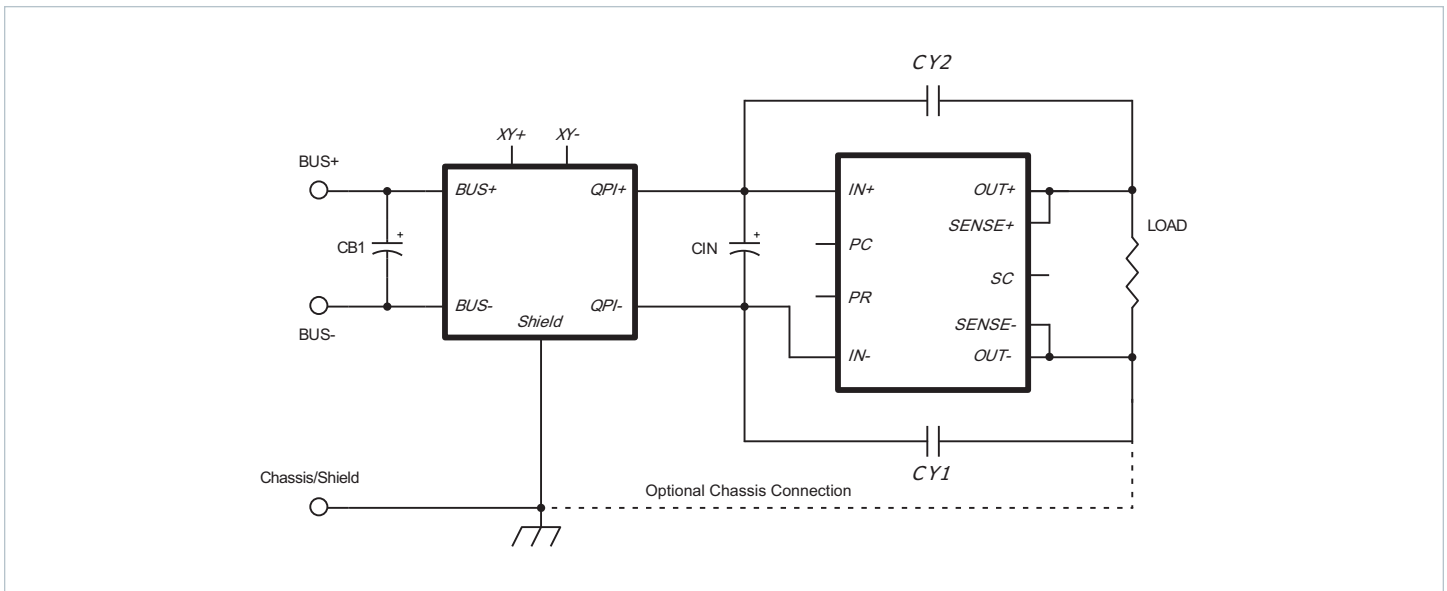 CY2
XY+ XY-
BUS+
BUS+ QPI+ IN+ OUT+
SENSE+
LOAD
CB1 + CIN + PC
SC
PR
BUS- QPI-
Shield
SENSE-
BUS-
IN- OUT-
CY1
Chassis/Shield
Optional Chassis Connection